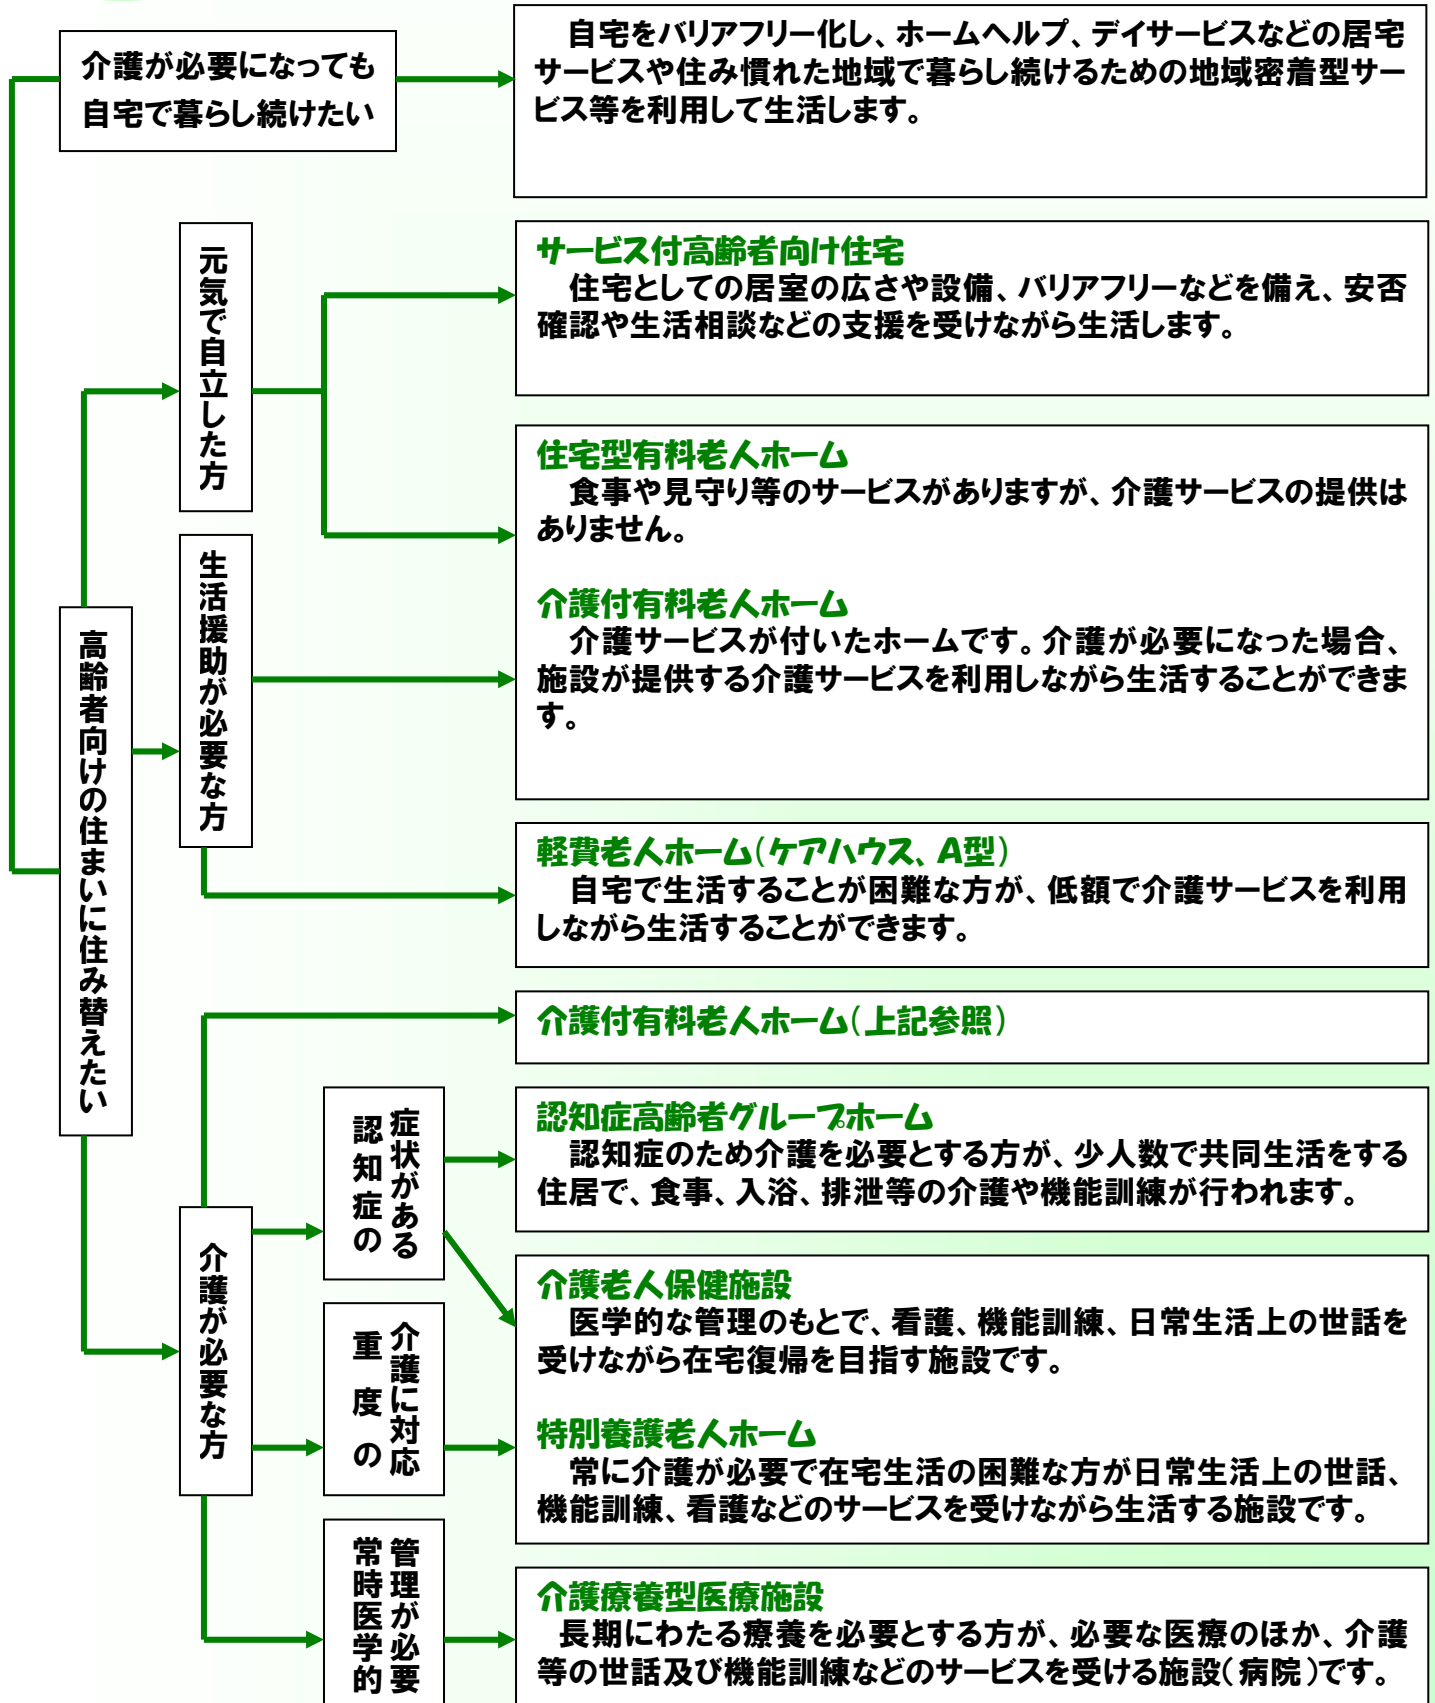 介護が必要になっても
自宅で暮らし続けたい
自宅をバリアフリー化し、ホームヘルプ、デイサービスなどの居宅
サービスや住み慣れた地域で暮らし続けるための地域密着型サー
ビス等を利用して生活します。
高齢者向けの住まいに住み替えたい
元気で自立した方
サービス付高齢者向け住宅
住宅としての居室の広さや設備、バリアフリーなどを備え、安否
確認や生活相談などの支援を受けながら生活します。
住宅型有料老人ホーム
食事や見守り等のサービスがありますが、介護サービスの提供は
ありません。
介護付有料老人ホーム
介護サービスが付いたホームです。介護が必要になった場合、
施設が提供する介護サービスを利用しながら生活することができま
す。
生活援助が必要な方
軽費老人ホーム(ケアハウス、A型)
自宅で生活することが困難な方が、低額で介護サービスを利用
しながら生活することができます。
介護が必要な方
介護付有料老人ホーム(上記参照)
認知症の
症状がある
認知症高齢者グループホーム
認知症のため介護を必要とする方が、少人数で共同生活をする
住居で、食事、入浴、排泄等の介護や機能訓練が行われます。
重度の
介護に対応
介護老人保健施設
医学的な管理のもとで、看護、機能訓練、日常生活上の世話を
受けながら在宅復帰を目指す施設です。
特別養護老人ホーム
常に介護が必要で在宅生活の困難な方が日常生活上の世話、
機能訓練、看護などのサービスを受けながら生活する施設です。
常時医学的
管理が必要
介護療養型医療施設
長期にわたる療養を必要とする方が、必要な医療のほか、介護
等の世話及び機能訓練などのサービスを受ける施設(病院)です。